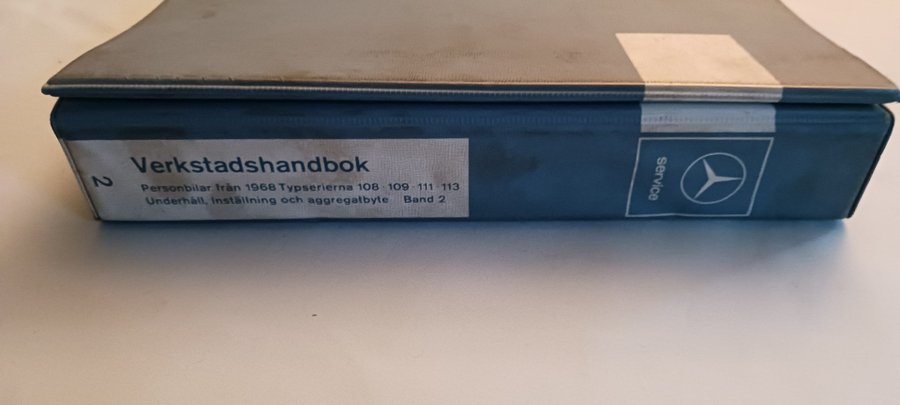 2
Verkstadshandbok
Personbilar från 1968 Typserierna 108 · 109 · 111 · 113
Underhåll, inställning och aggregatbyte Band 2
service